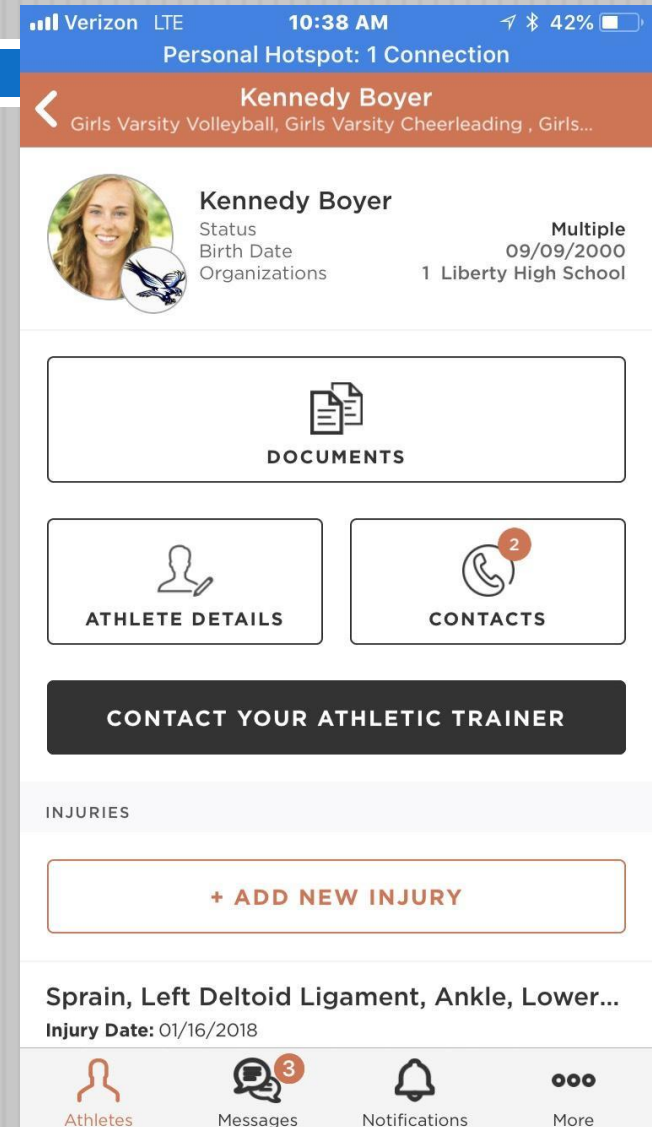 Verizon LTE 10:38 AM 42%
Personal Hotspot: 1 Connection
Kennedy Boyer
Girls Varsity Volleyball, Girls Varsity Cheerleading , Girls...
Kennedy Boyer
Status Multiple
Birth Date 09/09/2000
Organizations 1 Liberty High School
DOCUMENTS
2
ATHLETE DETAILS CONTACTS
CONTACT YOUR ATHLETIC TRAINER
INJURIES
+ ADD NEW INJURY
Sprain, Left Deltoid Ligament, Ankle, Lower...
Injury Date: 01/16/2018
3
Athletes Messages Notifications More